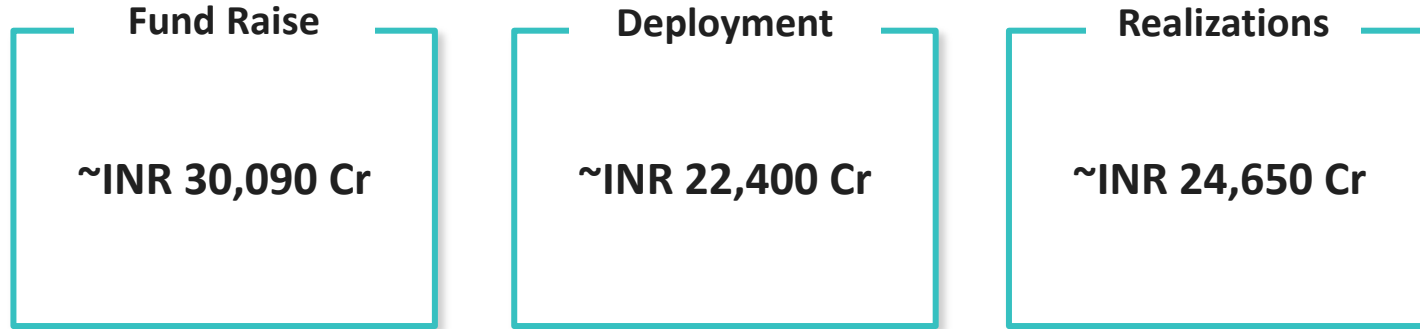 Fund Raise
~INR 30,090 Cr
Deployment
~INR 22,400 Cr
Realizations
~INR 24,650 Cr